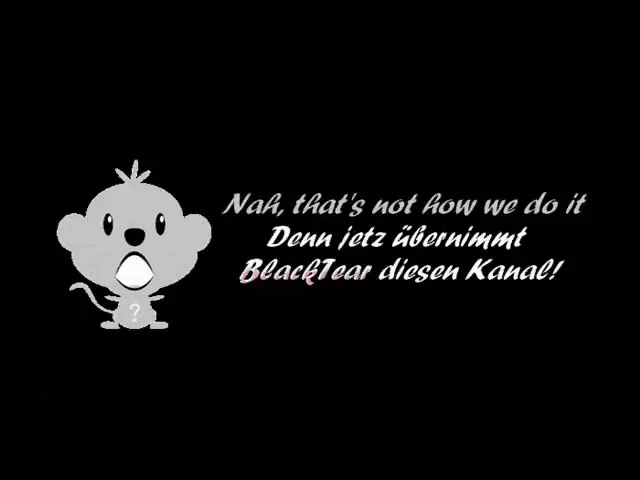 Nah, that's not how we do it
Denn jetz übernimmt
BlackTear diesen Kanal!
?